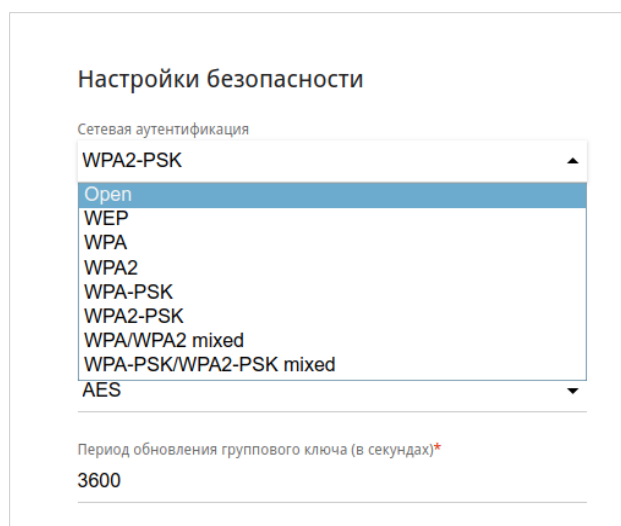 Настройки безопасности
Сетевая аутентификация
WPA2-PSK
Open
WEP
WPA
WPA2
WPA-PSK
WPA2-PSK
WPA/WPA2 mixed
WPA-PSK/WPA2-PSK mixed
AES
Период обновления группового ключа (в секундах)*
3600